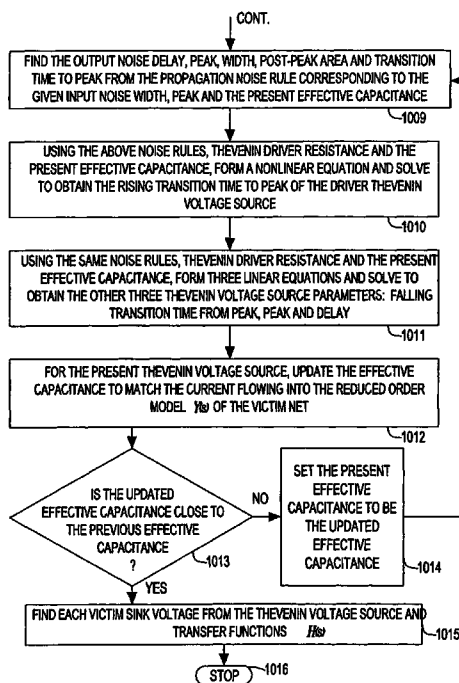 CONT.
FIND THE OUTPUT NOISE DELAY, PEAK, WIDTH, POST-PEAK AREA AND TRANSITION
TIME TO PEAK FROM THE PROPAGATION NOISE RULE CORRESPONDING TO THE
GIVEN INPUT NOISE WIDTH, PEAK AND THE PRESENT EFFECTIVE CAPACITANCE
1009
USING THE ABOVE NOISE RULES, THEVENIN DRIVER RESISTANCE AND THE
PRESENT EFFECTIVE CAPACITANCE, FORM A NONLINEAR EQUATION AND SOLVE
TO OBTAIN THE RISING TRANSITION TIME TO PEAK OF THE DRIVER THEVENIN
VOLTAGE SOURCE
1010
USING THE SAME NOISE RULES, THEVENIN DRIVER RESISTANCE AND THE PRESENT
EFFECTIVE CAPACITANCE, FORM THREE LINEAR EQUATIONS AND SOLVE TO
OBTAIN THE OTHER THREE THEVENIN VOLTAGE SOURCE PARAMETERS: FALLING
TRANSITION TIME FROM PEAK, PEAK AND DELAY
1011
FOR THE PRESENT THEVENIN VOLTAGE SOURCE, UPDATE THE EFFECTIVE
CAPACITANCE TO MATCH THE CURRENT FLOWING INTO THE REDUCED ORDER
MODEL Y(s) OF THE VICTIM NET
1012
IS THE UPDATED
EFFECTIVE CAPACITANCE CLOSE TO
THE PREVIOUS EFFECTIVE
CAPACITANCE
?
1013
NO
YES
SET THE PRESENT
EFFECTIVE
CAPACITANCE TO BE
THE UPDATED
EFFECTIVE
CAPACITANCE
1014
FIND EACH VICTIM SINK VOLTAGE FROM THE THEVENIN VOLTAGE SOURCE AND
TRANSFER FUNCTIONS H(s)
1015
STOP
1016